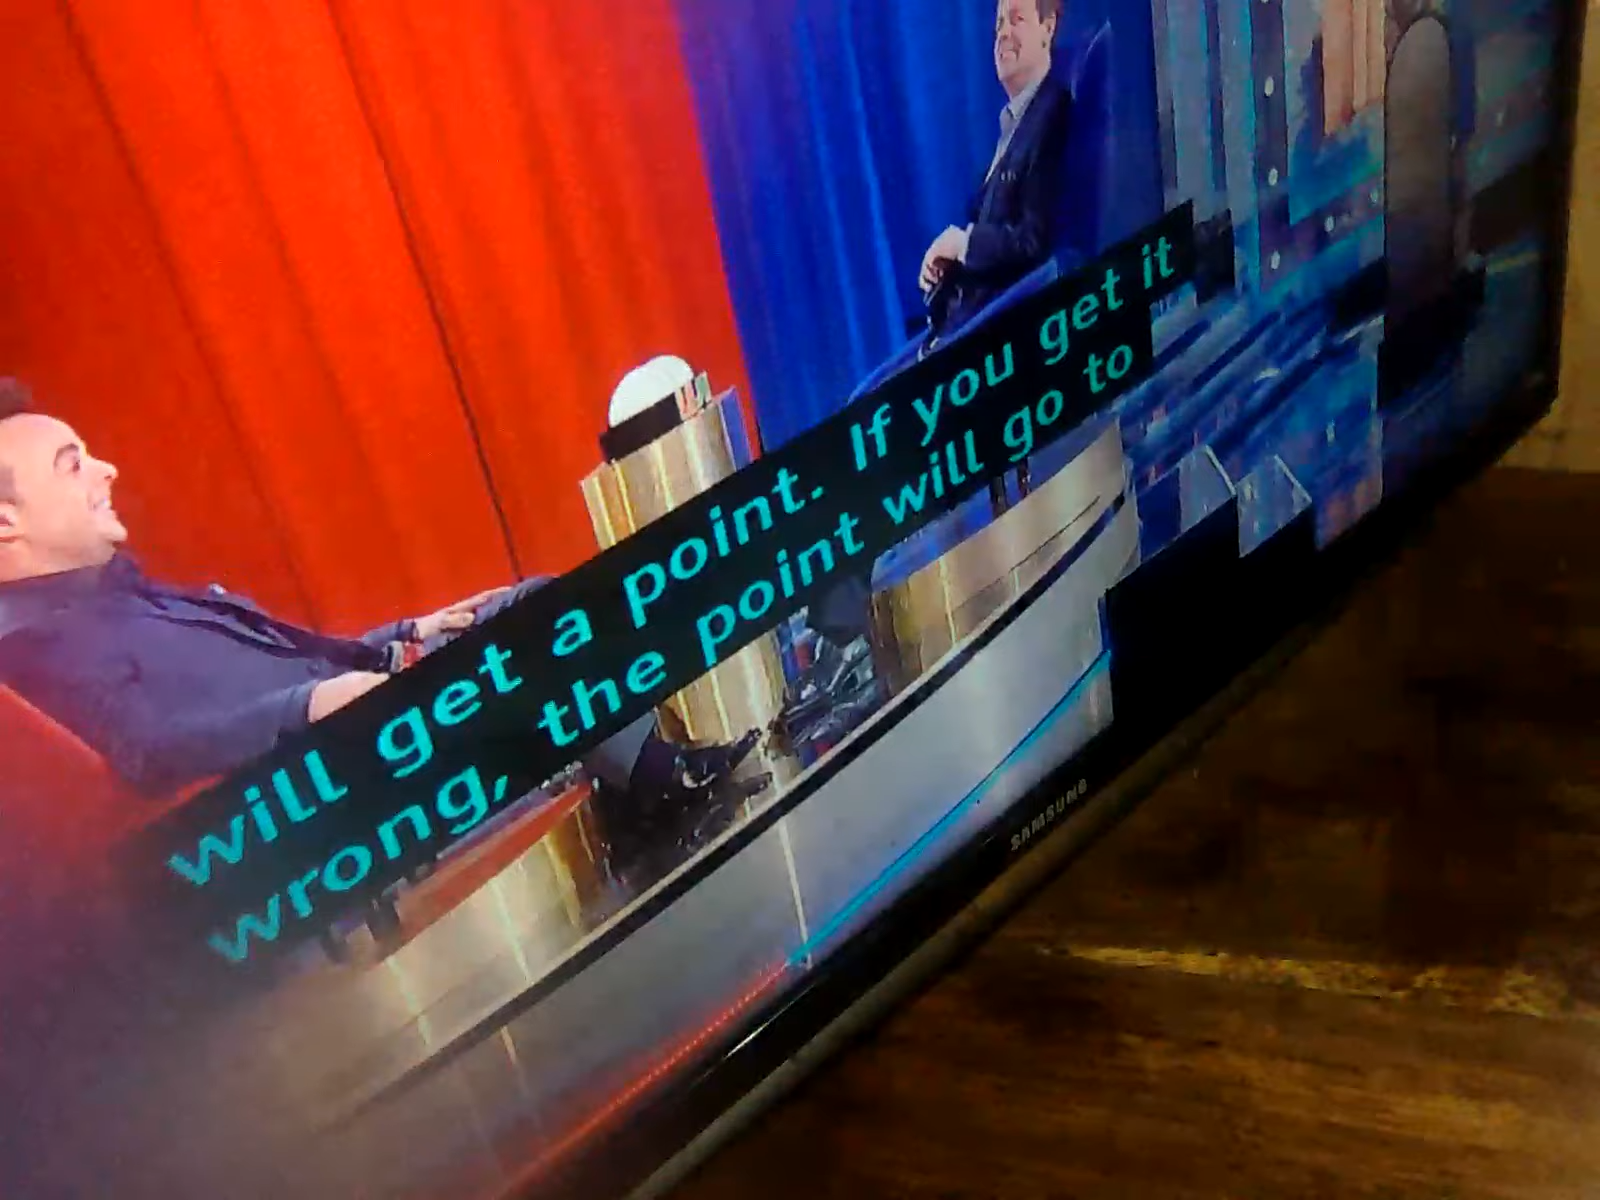 will get a point. If you get it
wrong, the point will go to
SAMSUNG